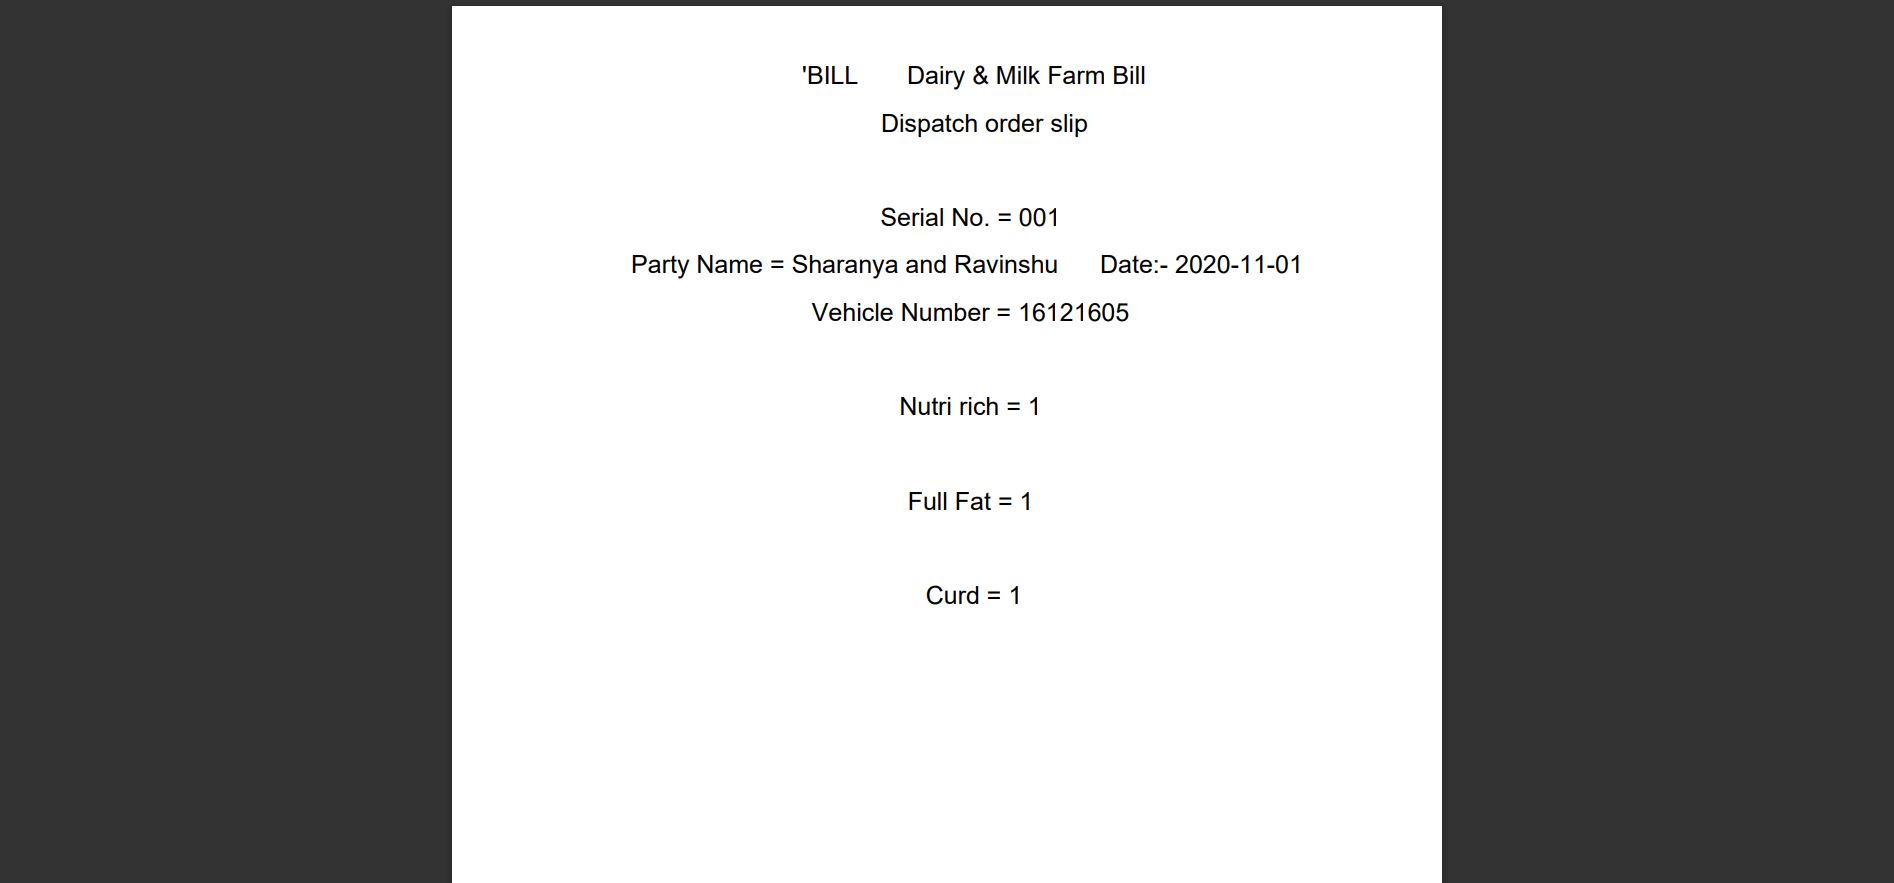 'BILL Dairy & Milk Farm Bill
Dispatch order slip
Serial No. = 001
Party Name = Sharanya and Ravinshu Date:- 2020-11-01
Vehicle Number = 16121605
Nutri rich = 1
Full Fat = 1
Curd = 1